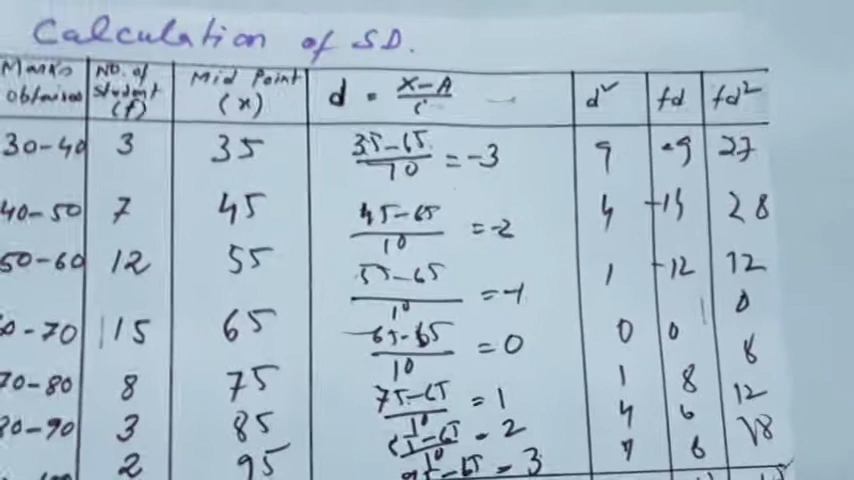 Calculation of SD.
Marks obtained No. of student (f) Mid Point (x) d = X-A/C d² fd fd²
30-40 3 35 35-65/10 = -3 9 -9 27
40-50 7 45 45-65/10 = -2 4 28
50-60 12 55 55-65/10 = -1 1 -12 12
0-70 15 65 65-65/10 = 0 0 0 0
70-80 8 75 75-65/10 = 1 1 8 8
80-90 3 85 -65/10 = 2 4 6 12
2 95 95-65 = 3 6 18